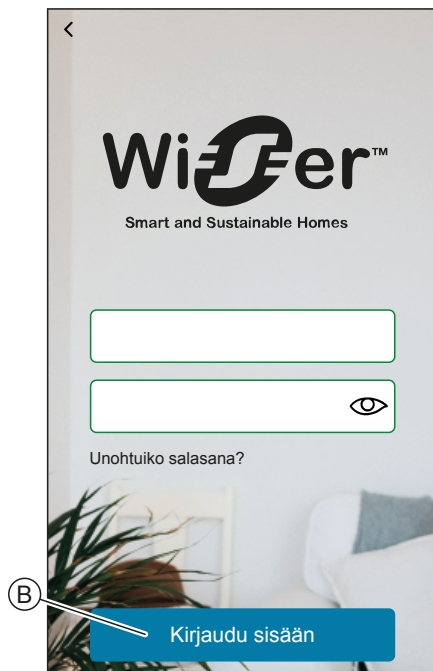 Wiser™
Smart and Sustainable Homes
Unohtuiko salasana?
B
Kirjaudu sisään